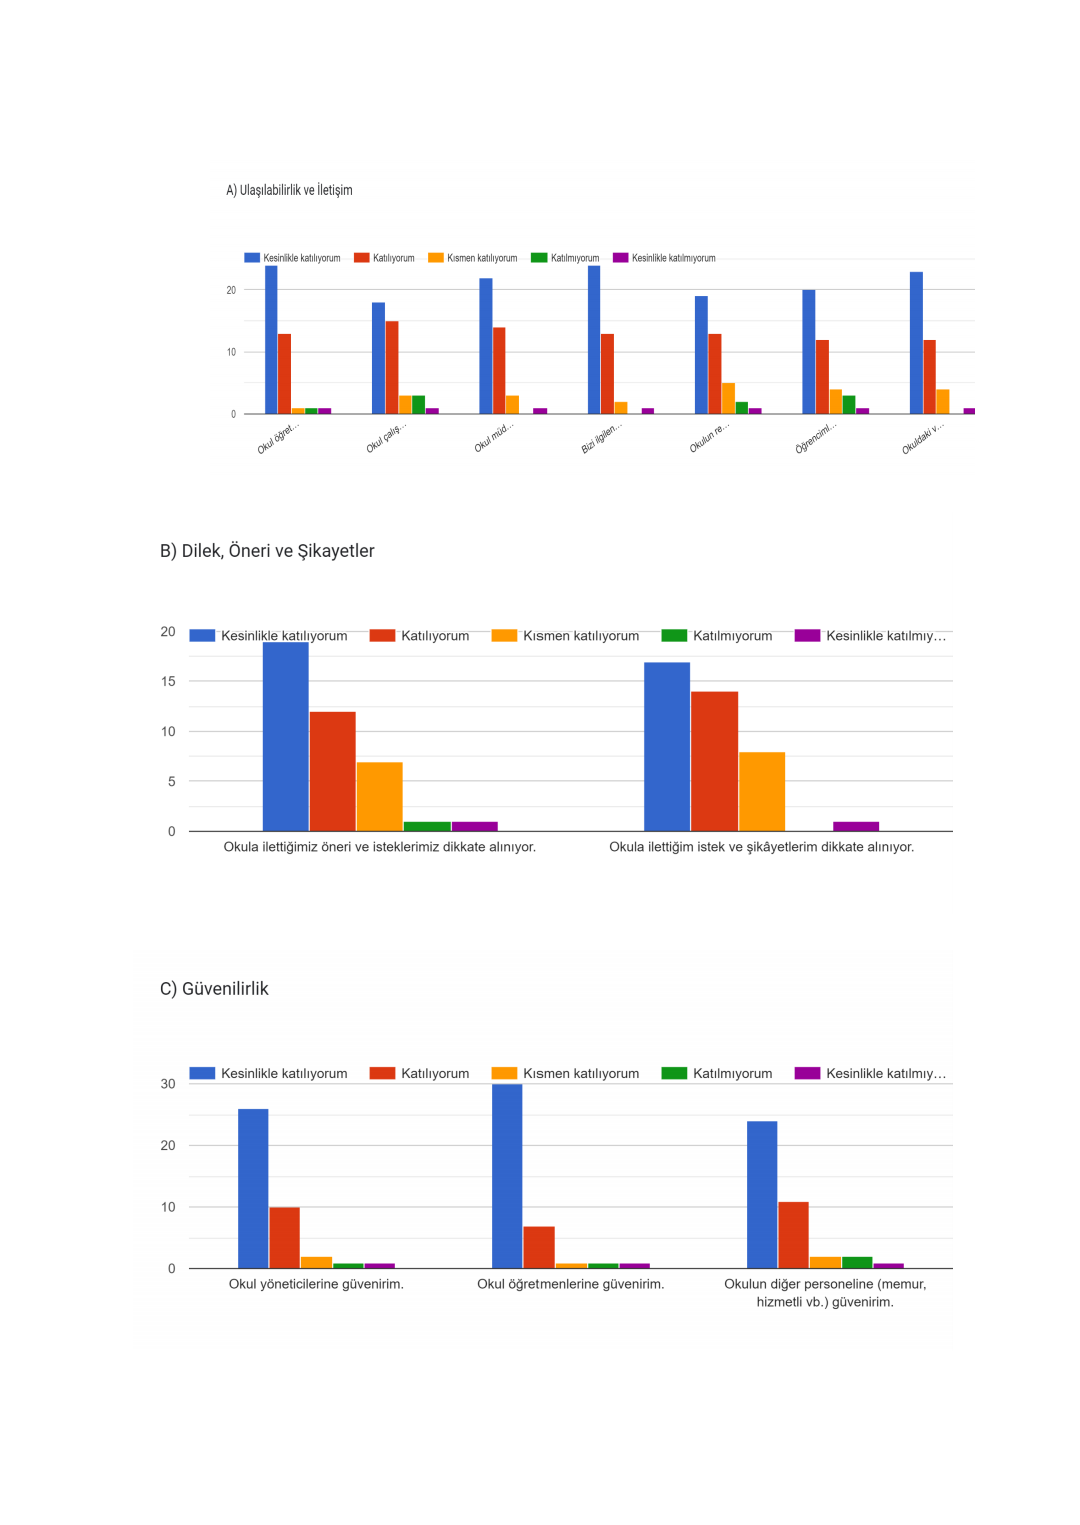 A) Ulaşılabilirlik ve İletişim
Kesinlikle katılıyorum Katılıyorum Kısmen katılıyorum Katılmıyorum Kesinlikle katılmıyorum
20
10
0
Okul öğret… Okul çalış… Okul müd… Bizi ilgilen… Okulun re… Öğrenciml… Okuldaki v…
B) Dilek, Öneri ve Şikayetler
20 Kesinlikle katılıyorum Katılıyorum Kısmen katılıyorum Katılmıyorum Kesinlikle katılmıy…
15
10
5
0
Okula ilettiğimiz öneri ve isteklerimiz dikkate alınıyor. Okula ilettiğim istek ve şikâyetlerim dikkate alınıyor.
C) Güvenilirlik
Kesinlikle katılıyorum Katılıyorum Kısmen katılıyorum Katılmıyorum Kesinlikle katılmıy…
30
20
10
0
Okul yöneticilerine güvenirim. Okul öğretmenlerine güvenirim. Okulun diğer personeline (memur,
hizmetli vb.) güvenirim.